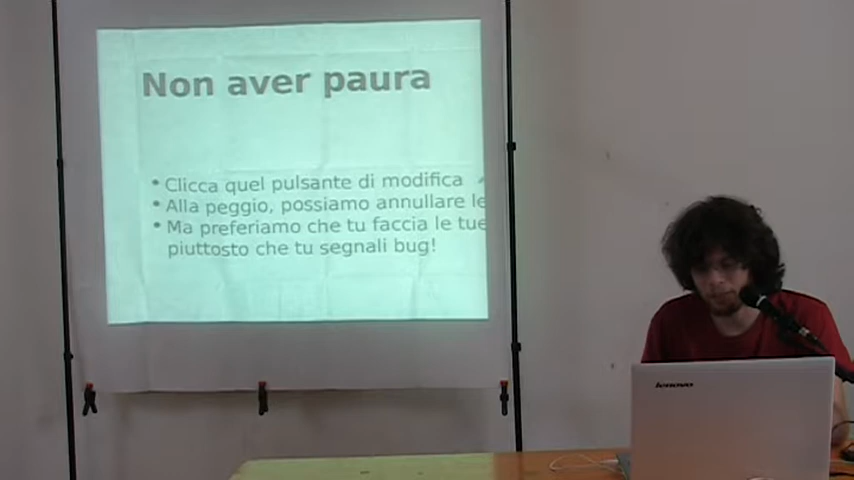 Non aver paura
• Clicca quel pulsante di modifica
• Alla peggio, possiamo annullare le
• Ma preferiamo che tu faccia le tue
piuttosto che tu segnali bug!
lenovo